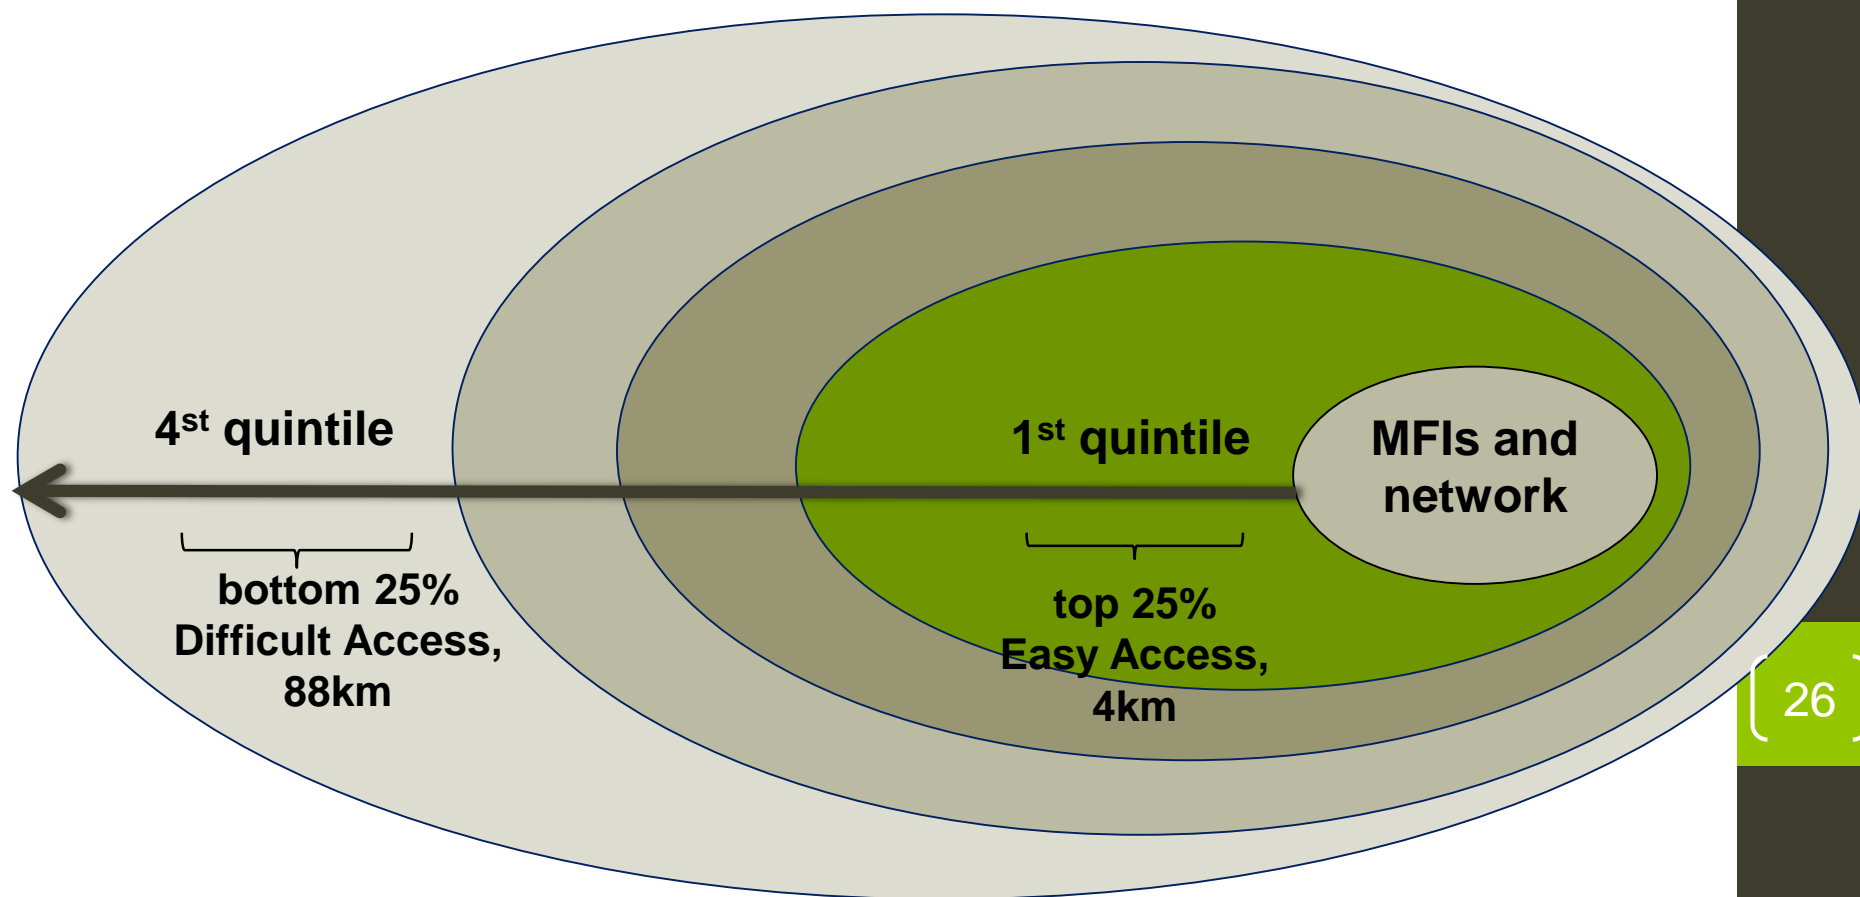 4st quintile
1st quintile
MFIs and
network
bottom 25%
Difficult Access,
88km
top 25%
Easy Access,
4km
26